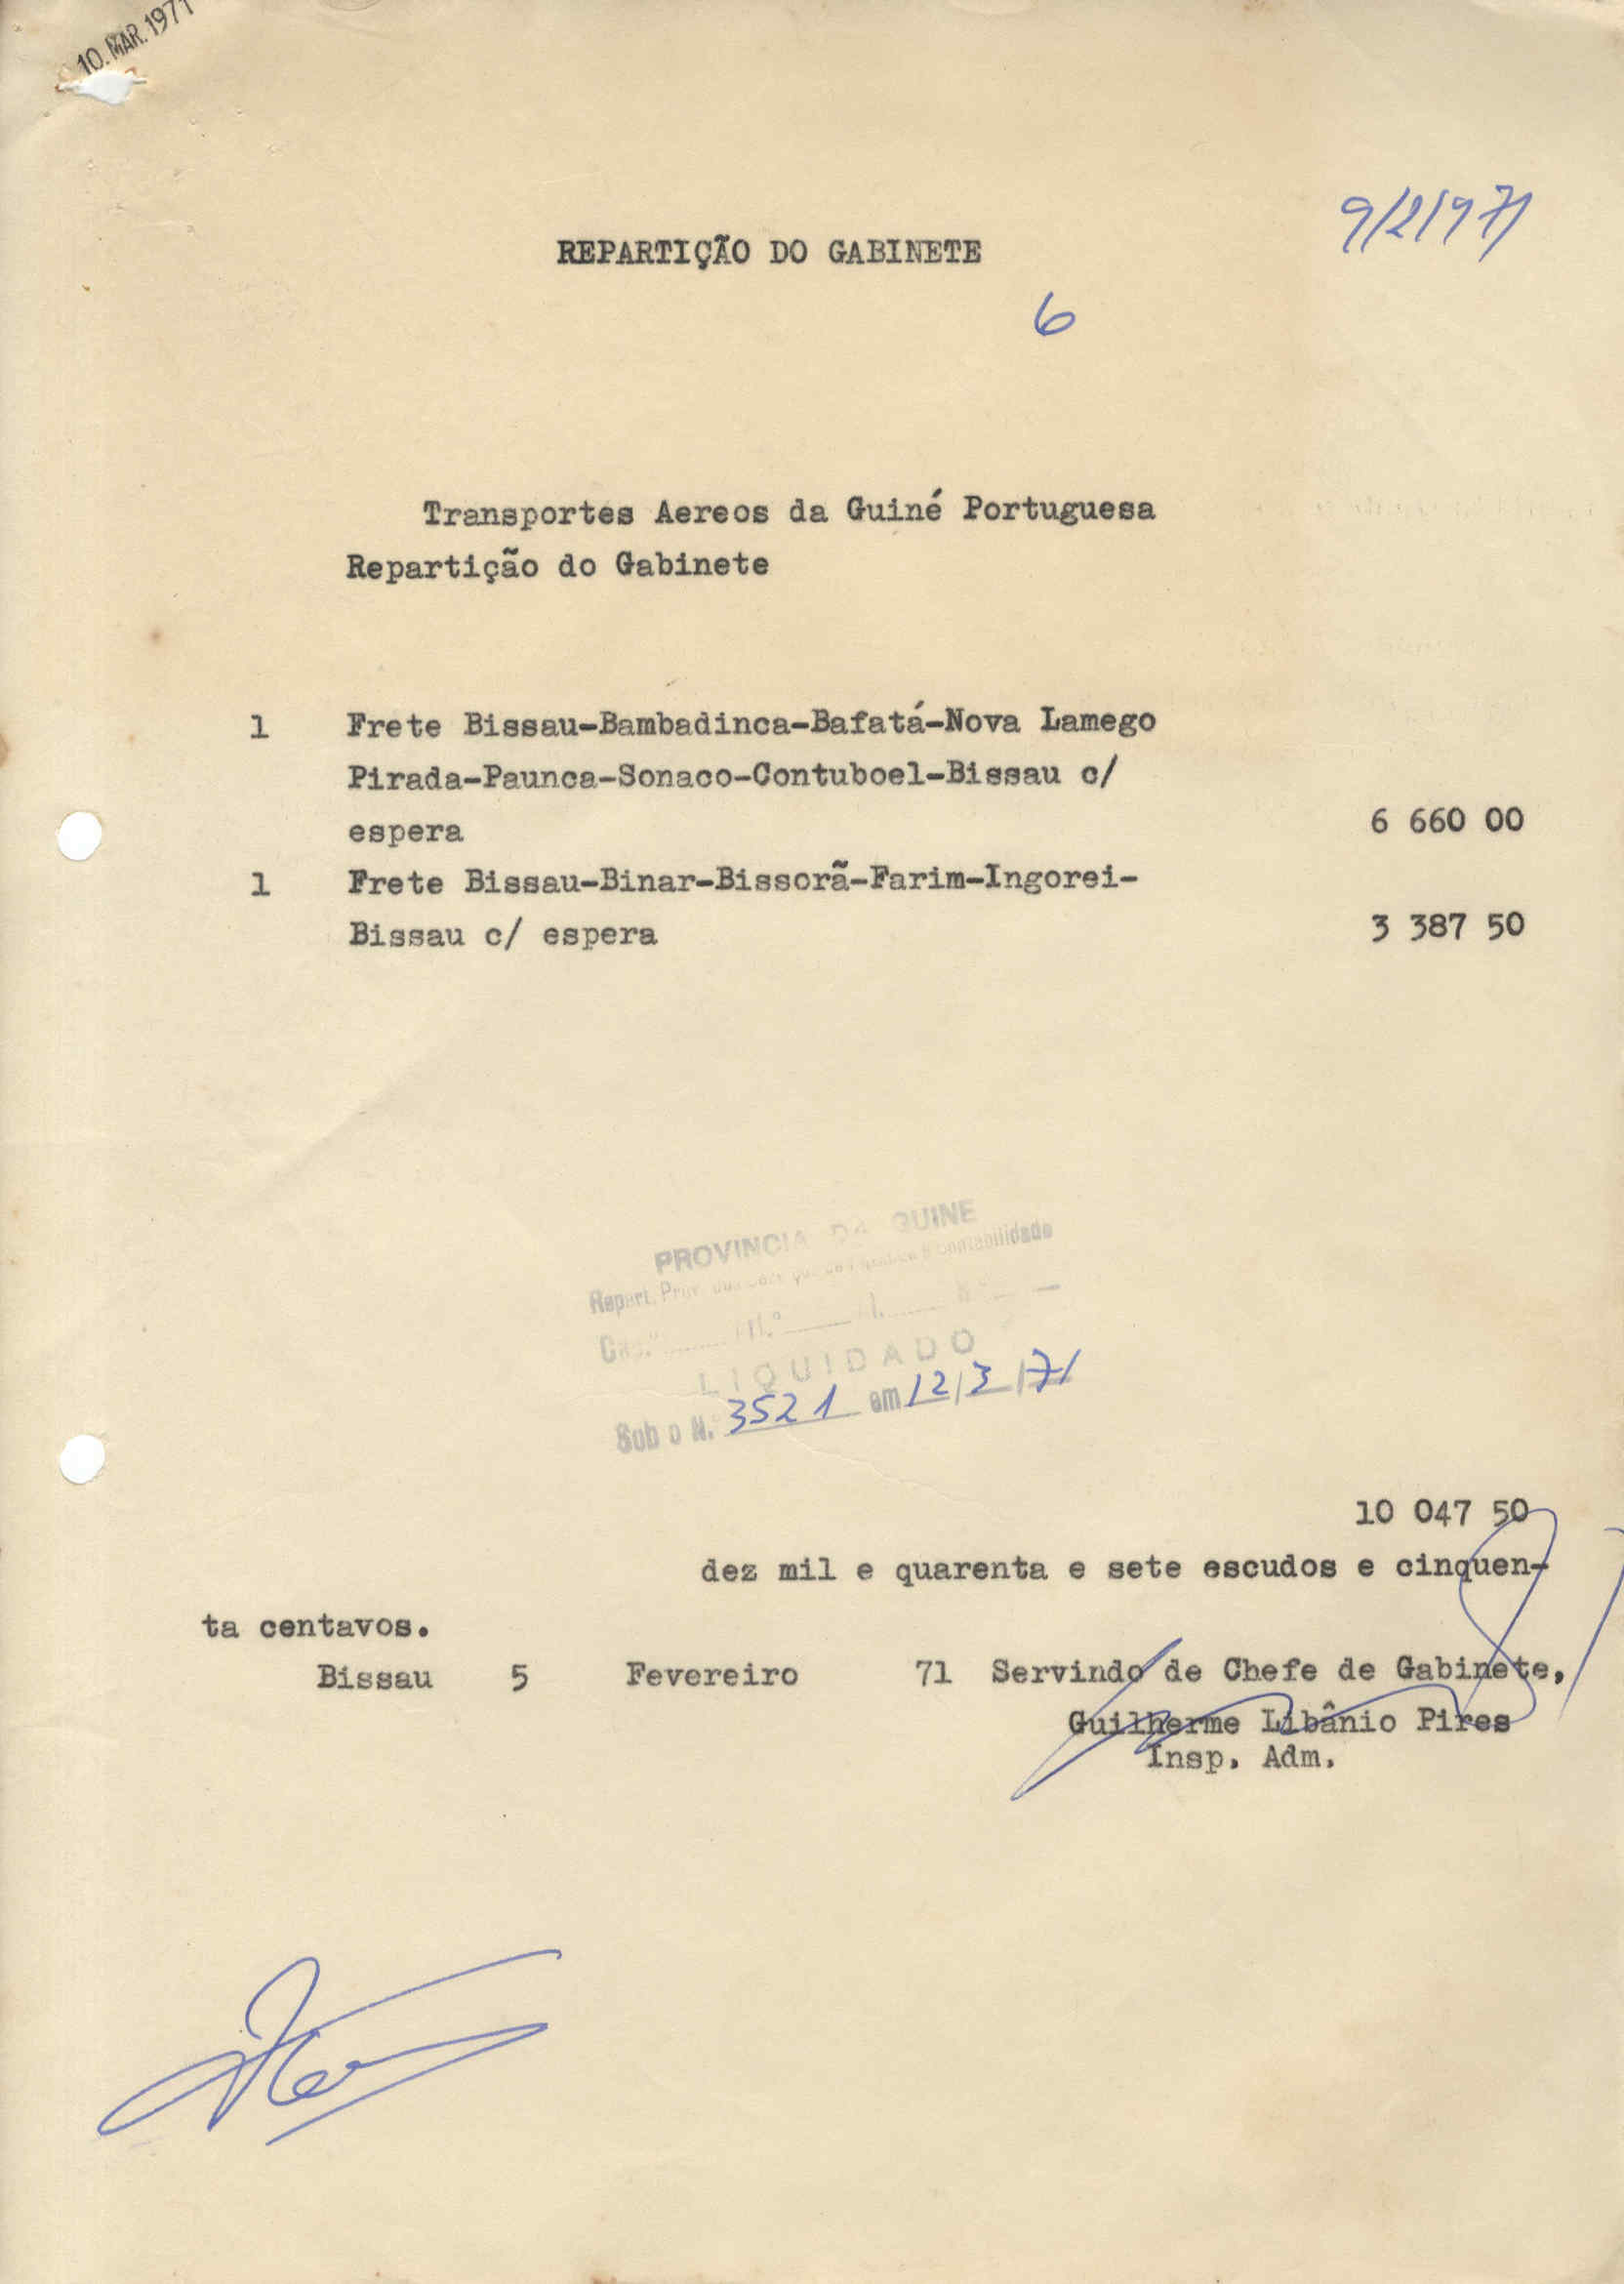 10. MAR. 1971
9/2/971
REPARTIÇÃO DO GABINETE
6
Transportes Aereos da Guiné Portuguesa
Repartição do Gabinete
1 Frete Bissau-Bambadinca-Bafatá-Nova Lamego
Pirada-Paunca-Sonaco-Contuboel-Bissau c/
espera 6 660 00
1 Frete Bissau-Binar-Bissorã-Farim-Ingorei-
Bissau c/ espera 3 387 50
PROVINCIA DA GUINE
Repart. Prov. Contabilidade
LIQUIDADO
Sob o N. 3521 em 12/3/71
10 047 50
dez mil e quarenta e sete escudos e cinquen-
ta centavos.
Bissau 5 Fevereiro 71 Servindo de Chefe de Gabinete,
Guilherme Libânio Pires
Insp. Adm.